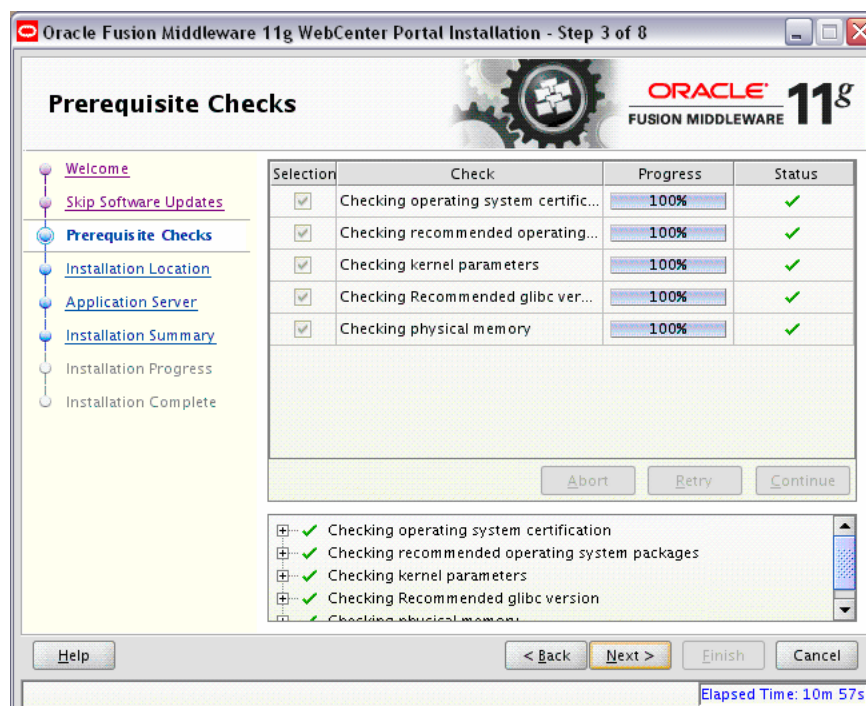 Oracle Fusion Middleware 11g WebCenter Portal Installation - Step 3 of 8
Prerequisite Checks
ORACLE
FUSION MIDDLEWARE 11g
Welcome
Skip Software Updates
Prerequisite Checks
Installation Location
Application Server
Installation Summary
Installation Progress
Installation Complete
Selection Check Progress Status
Checking operating system certific... 100%
Checking recommended operating... 100%
Checking kernel parameters 100%
Checking Recommended glibc ver... 100%
Checking physical memory 100%
Abort Retry Continue
Checking operating system certification
Checking recommended operating system packages
Checking kernel parameters
Checking Recommended glibc version
Checking physical memory
Help < Back Next > Finish Cancel
Elapsed Time: 10m 57s